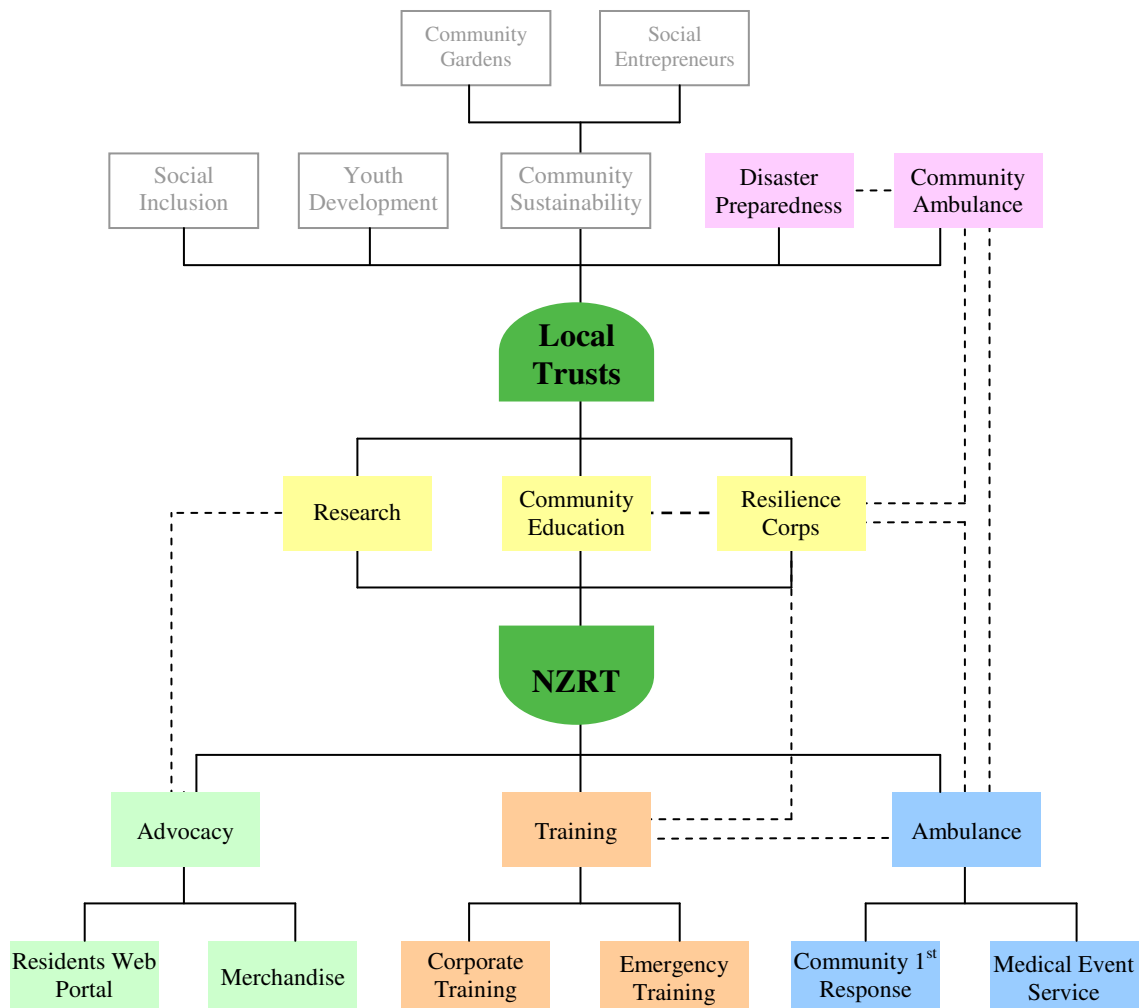 Community
Gardens
Social
Entrepreneurs
Social
Inclusion
Youth
Development
Community
Sustainability
Disaster
Preparedness
Community
Ambulance
Local
Trusts
Research
Community
Education
Resilience
Corps
NZRT
Advocacy
Training
Ambulance
Residents Web
Portal
Merchandise
Corporate
Training
Emergency
Training
Community 1st
Response
Medical Event
Service